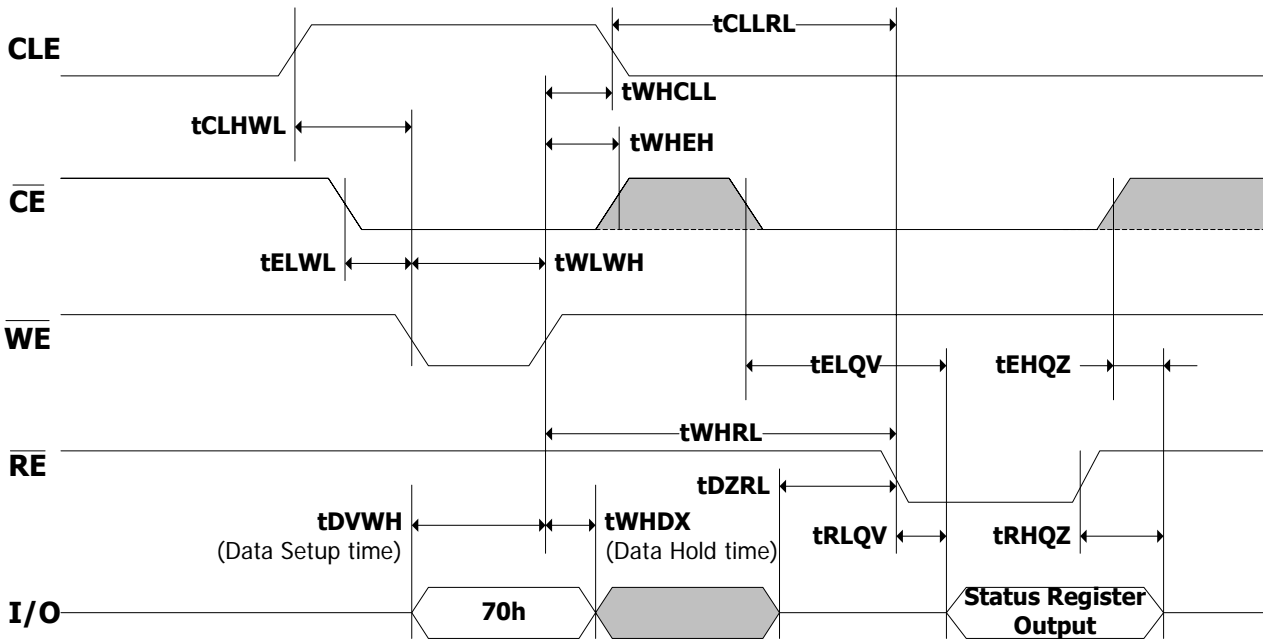 tCLLRL
CLE
tWHCLL
tCLHWL
tWHEH
CE
tELWL
tWLWH
WE
tELQV
tEHQZ
tWHRL
RE
tDZRL
tDVWH
tWHDX
(Data Setup time)
(Data Hold time)
tRLQV
tRHQZ
I/O
70h
Status Register
Output